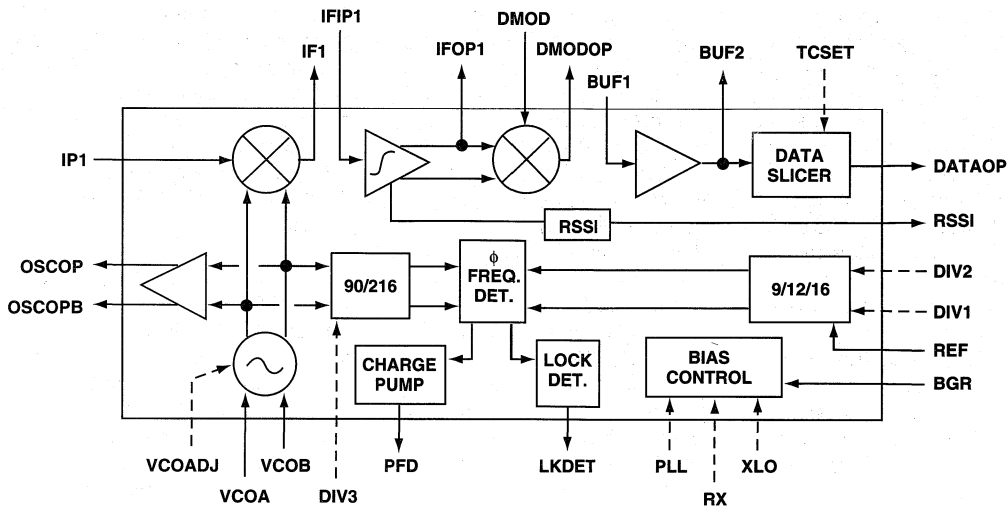 IFIP1
DMOD
IF1
IFOP1
DMODOP
BUF2
TCSET
BUF1
IP1
DATA
SLICER
DATAOP
RSSI
RSSI
OSCOP
OSCOPB
90/216
ϕ
FREQ.
DET.
9/12/16
DIV2
DIV1
REF
BGR
CHARGE
PUMP
LOCK
DET.
BIAS
CONTROL
VCOADJ
VCOB
VCOA
DIV3
PFD
LKDET
PLL
XLO
RX